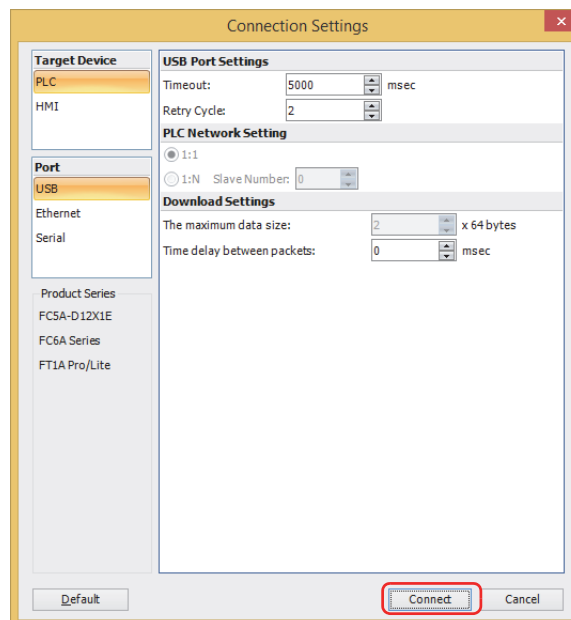 Connection Settings
×
Target Device
PLC
HMI
Port
USB
Ethernet
Serial
Product Series
FC5A-D12X1E
FC6A Series
FT1A Pro/Lite
USB Port Settings
Timeout: 5000 msec
Retry Cycle: 2
PLC Network Setting
1:1
1:N Slave Number: 0
Download Settings
The maximum data size: 2 x 64 bytes
Time delay between packets: 0 msec
Default Connect Cancel